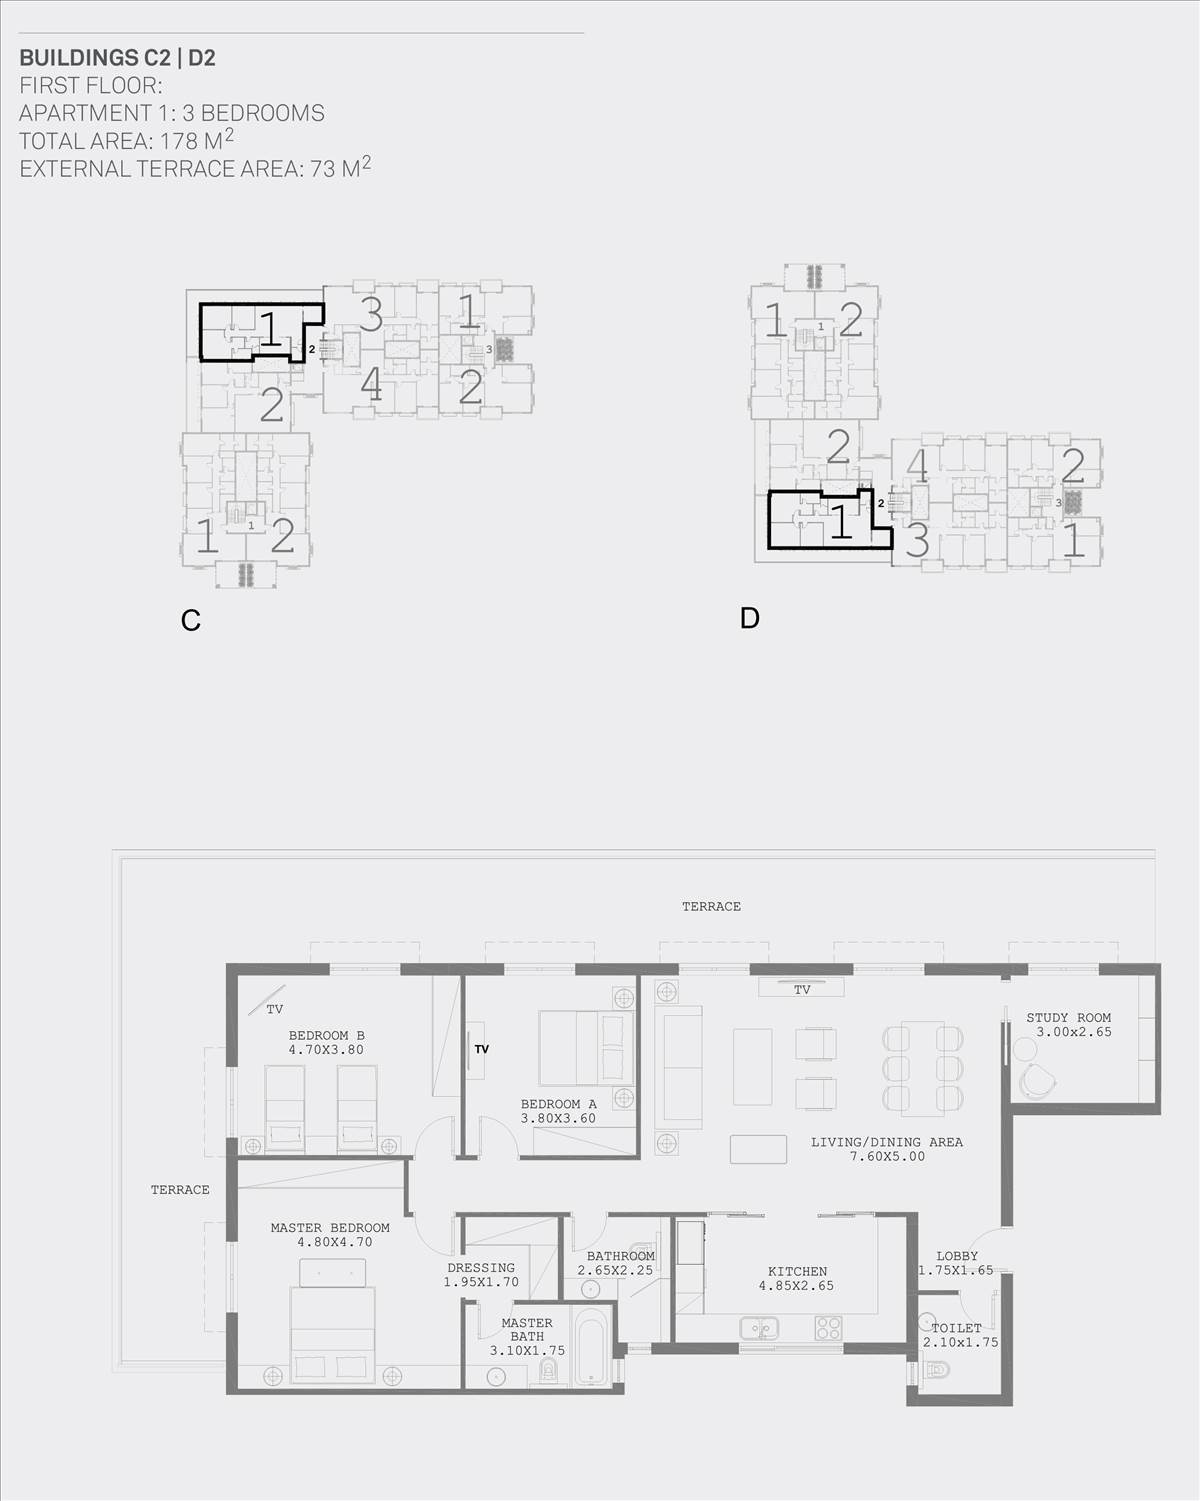 BUILDINGS C2 | D2
FIRST FLOOR:
APARTMENT 1: 3 BEDROOMS
TOTAL AREA: 178 M²
EXTERNAL TERRACE AREA: 73 M²
1
2
3
1
3
4
2
2
1
1
2
C
1
1
2
2
4
2
2
3
1
3
1
D
TERRACE
TV
BEDROOM B
4.70X3.80
TV
BEDROOM A
3.80X3.60
TV
STUDY ROOM
3.00x2.65
LIVING/DINING AREA
7.60X5.00
TERRACE
MASTER BEDROOM
4.80X4.70
DRESSING
1.95X1.70
BATHROOM
2.65X2.25
KITCHEN
4.85X2.65
LOBBY
1.75X1.65
MASTER
BATH
3.10X1.75
TOILET
2.10x1.75